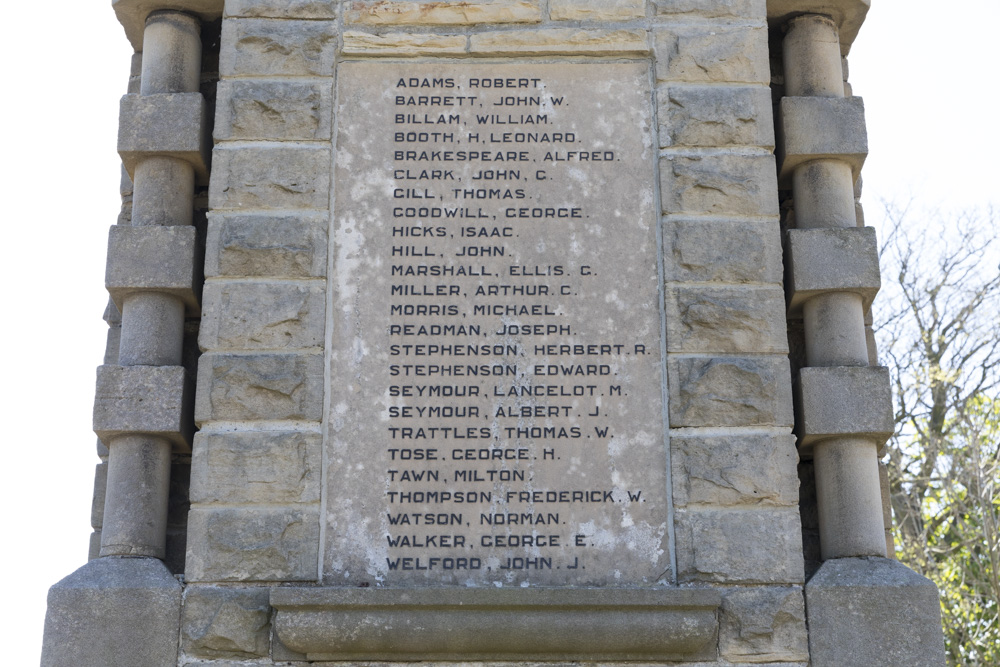 ADAMS, ROBERT.
BARRETT, JOHN, W.
BILLAM, WILLIAM.
BOOTH, H, LEONARD.
BRAKESPEARE, ALFRED.
CLARK, JOHN, G.
GILL, THOMAS.
GOODWILL, GEORGE.
HICKS, ISAAC.
HILL, JOHN.
MARSHALL, ELLIS. G.
MILLER, ARTHUR. C.
MORRIS, MICHAEL.
READMAN, JOSEPH.
STEPHENSON, HERBERT. R.
STEPHENSON, EDWARD.
SEYMOUR, LANCELOT. M.
SEYMOUR, ALBERT. J.
TRATTLES, THOMAS. W.
TOSE, GEORGE. H.
TAWN, MILTON.
THOMPSON, FREDERICK. W.
WATSON, NORMAN.
WALKER, GEORGE. E.
WELFORD, JOHN. J.